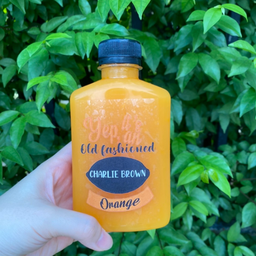 Old fashioned
CHARLIE BROWN
Orange